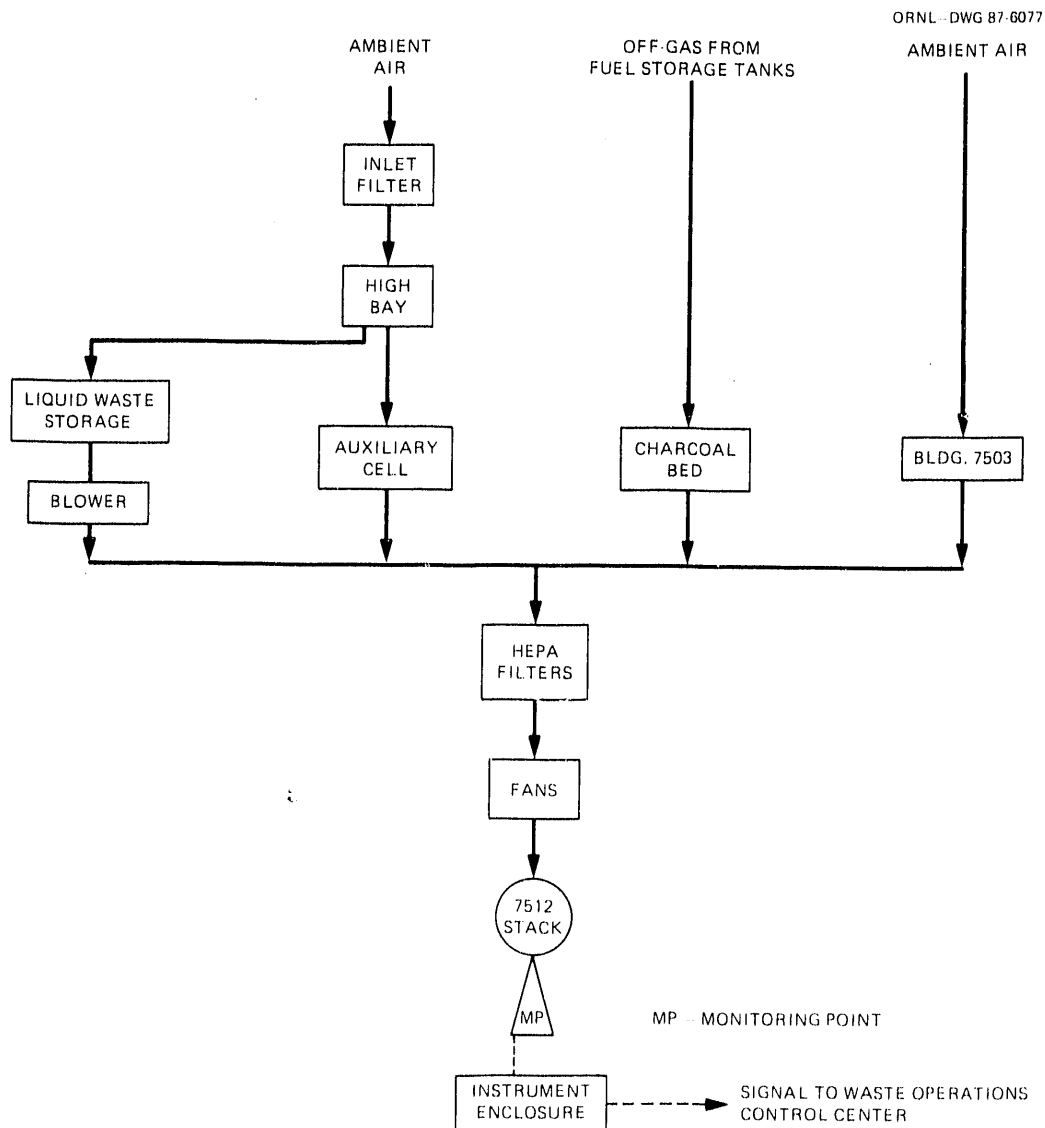 ORNL-DWG 87-6077
AMBIENT
AIR
OFF-GAS FROM
FUEL STORAGE TANKS
AMBIENT AIR
INLET
FILTER
HIGH
BAY
LIQUID WASTE
STORAGE
AUXILIARY
CELL
CHARCOAL
BED
BLDG. 7503
BLOWER
HEPA
FILTERS
FANS
7512
STACK
MP
MP - MONITORING POINT
INSTRUMENT
ENCLOSURE
SIGNAL TO WASTE OPERATIONS
CONTROL CENTER